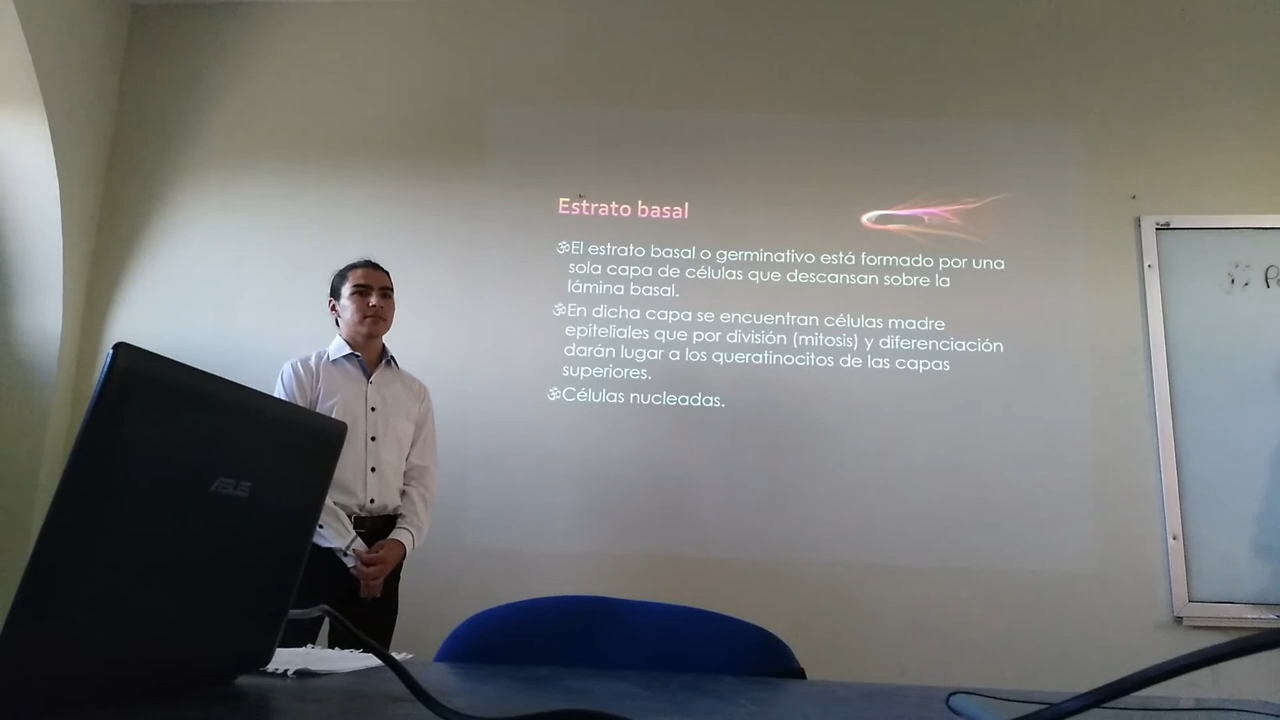 Estrato basal
ॐEl estrato basal o germinativo está formado por una
sola capa de células que descansan sobre la
lámina basal.
ॐEn dicha capa se encuentran células madre
epiteliales que por división (mitosis) y diferenciación
darán lugar a los queratinocitos de las capas
superiores.
ॐCélulas nucleadas.
ASUS